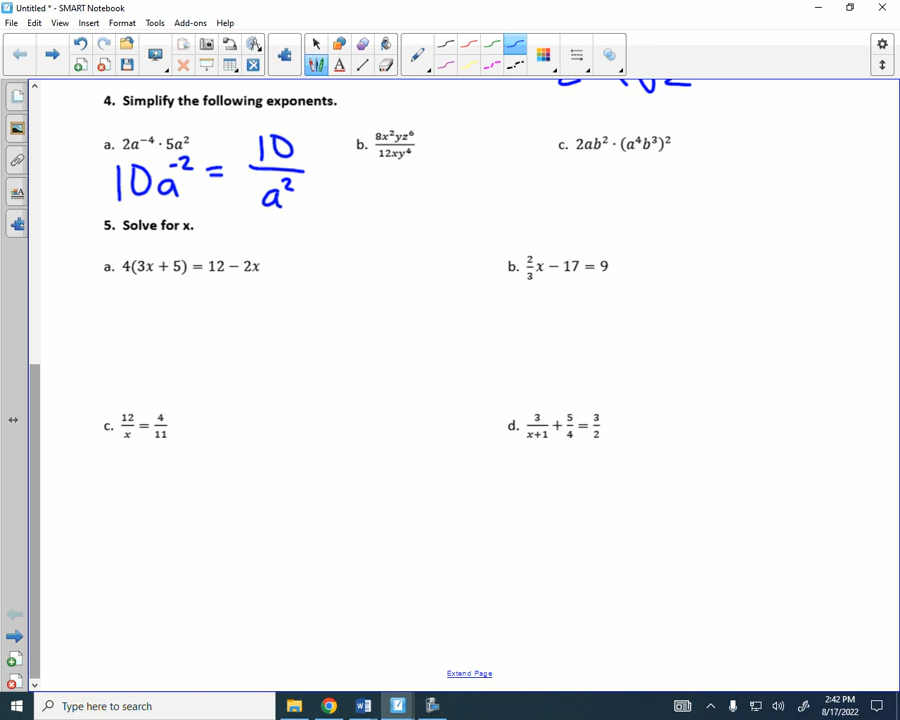 Untitled * - SMART Notebook
File Edit View Insert Format Tools Add-ons Help
4. Simplify the following exponents.
a. 2a⁻⁴ · 5a²
b. 8x²yz⁶/12xy⁴
c. 2ab² · (a⁴b³)²
10a⁻² = 10/a²
5. Solve for x.
a. 4(3x + 5) = 12 − 2x
b. 2/3 x − 17 = 9
c. 12/x = 4/11
d. 3/(x+1) + 5/4 = 3/2
Extend Page
Type here to search
2:42 PM
8/17/2022